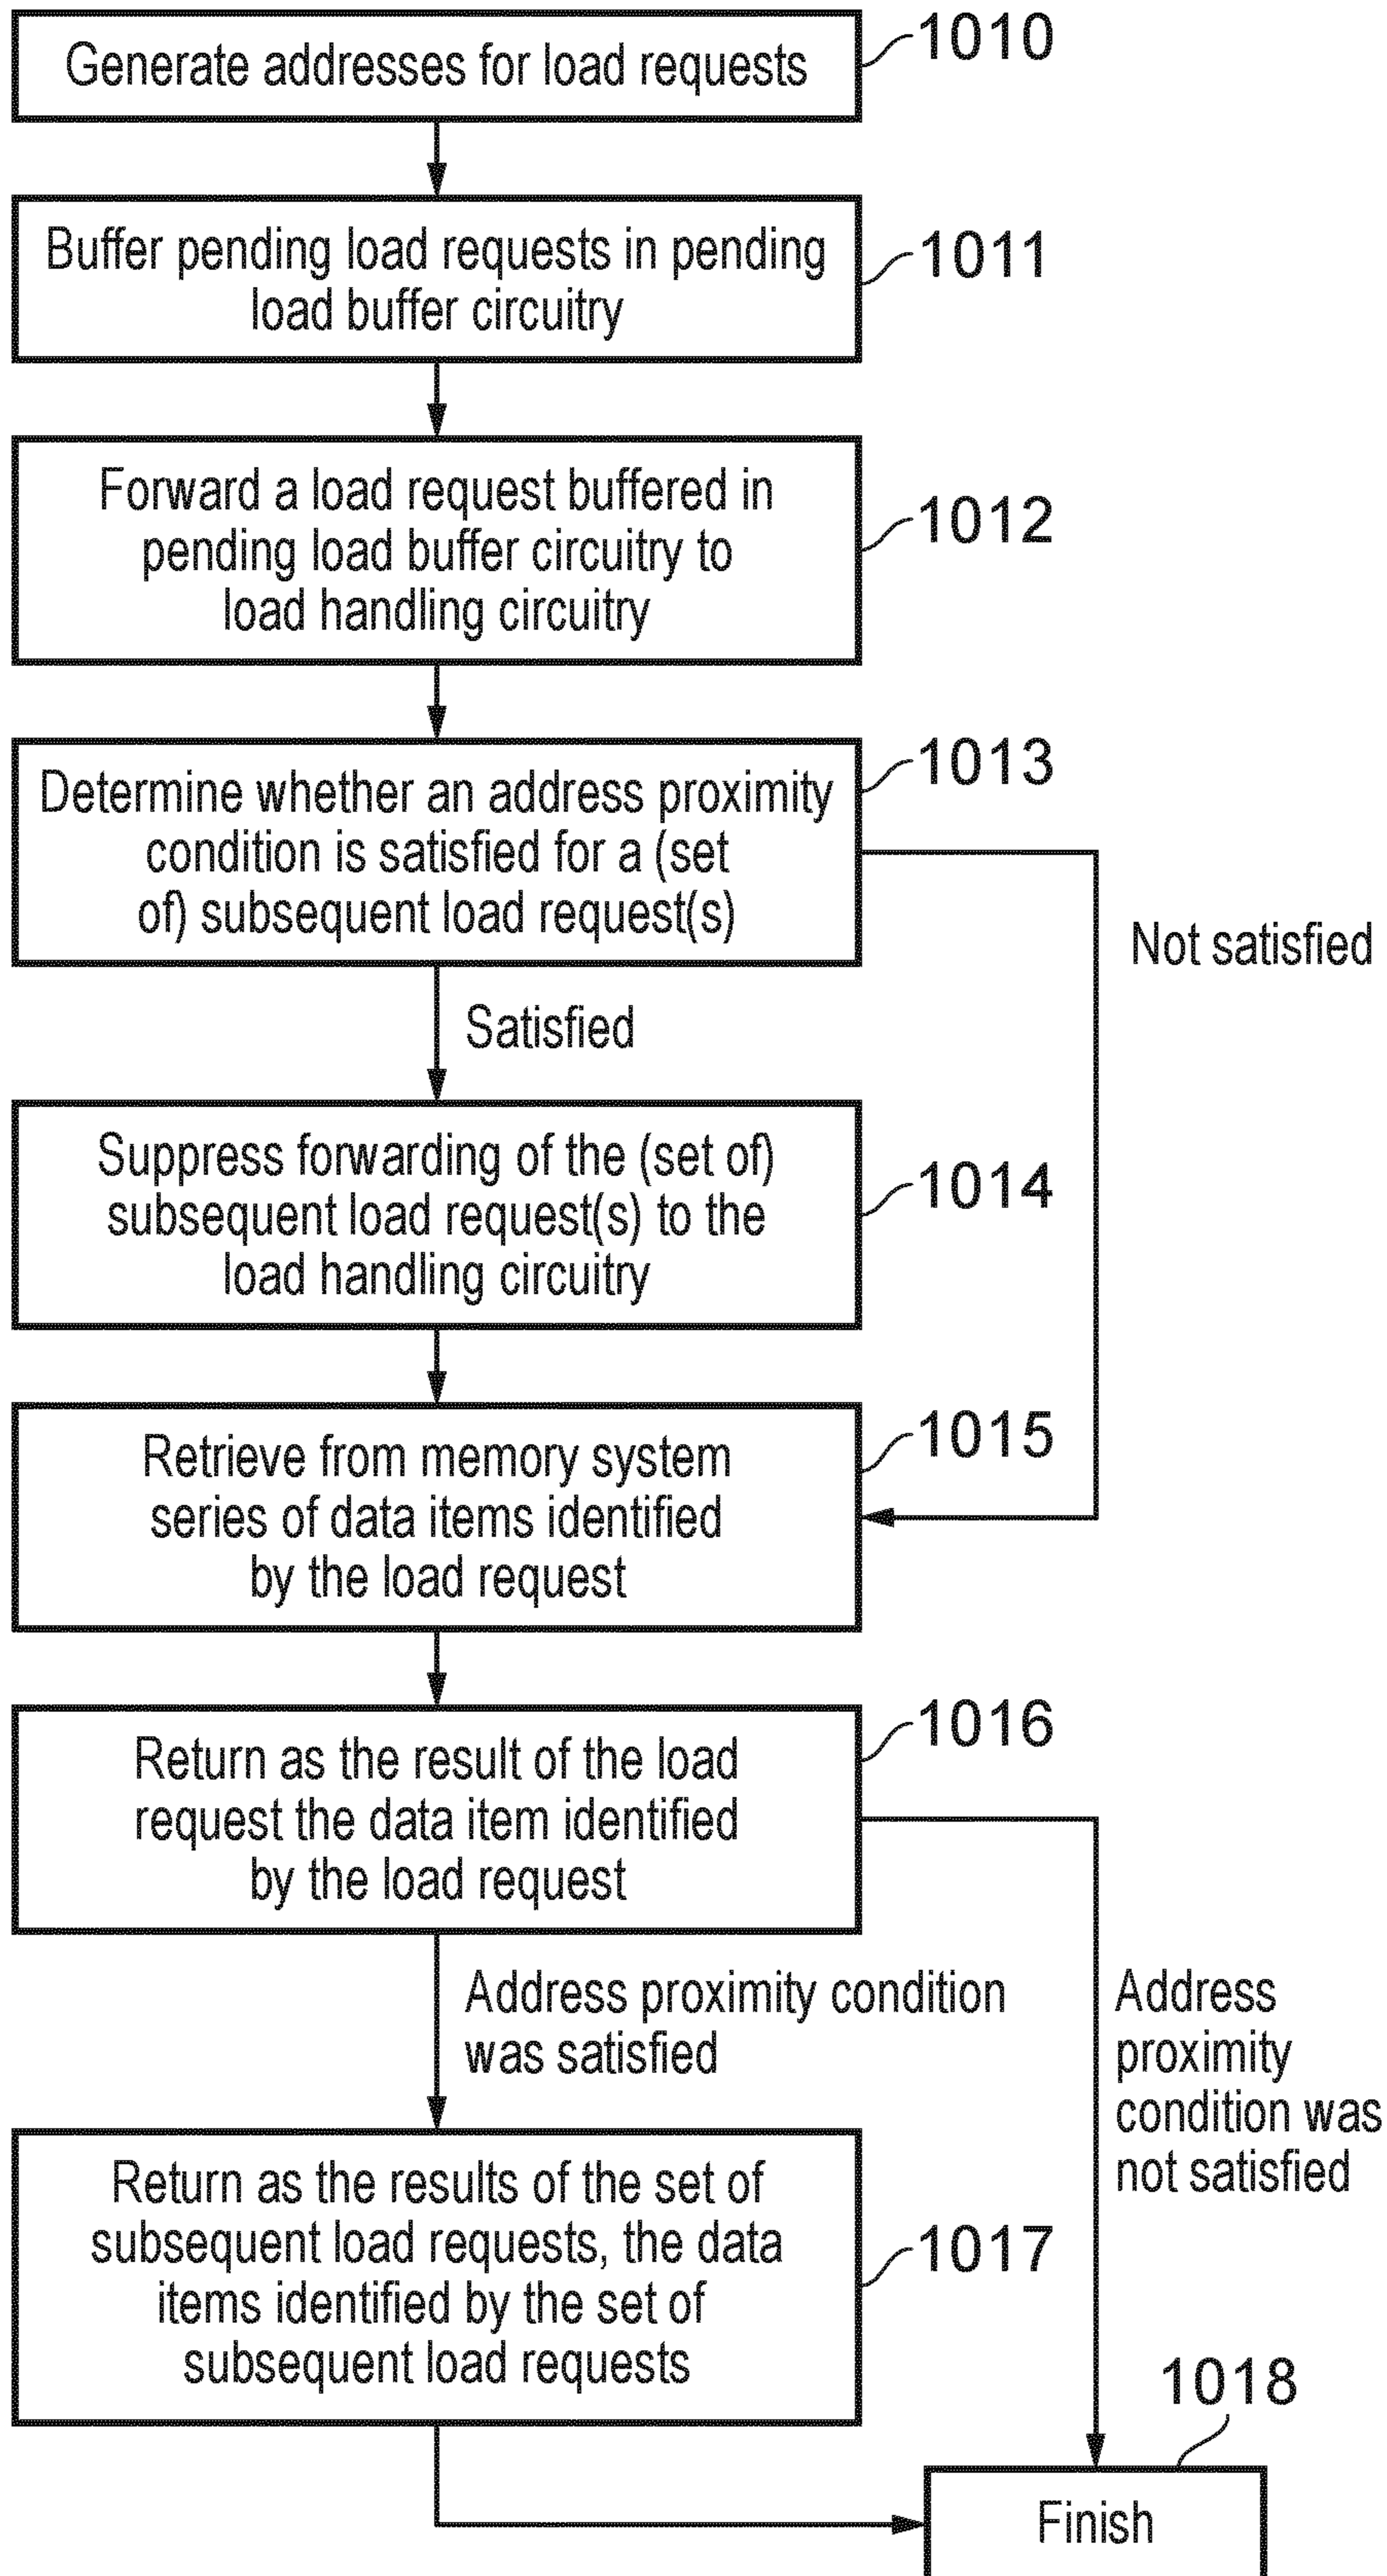 Generate addresses for load requests
1010
Buffer pending load requests in pending
load buffer circuitry
1011
Forward a load request buffered in
pending load buffer circuitry to
load handling circuitry
1012
Determine whether an address proximity
condition is satisfied for a (set
of) subsequent load request(s)
1013
Not satisfied
Satisfied
Suppress forwarding of the (set of)
subsequent load request(s) to the
load handling circuitry
1014
Retrieve from memory system
series of data items identified
by the load request
1015
Return as the result of the load
request the data item identified
by the load request
1016
Address proximity condition
was satisfied
Address
proximity
condition was
not satisfied
Return as the results of the set of
subsequent load requests, the data
items identified by the set of
subsequent load requests
1017
1018
Finish